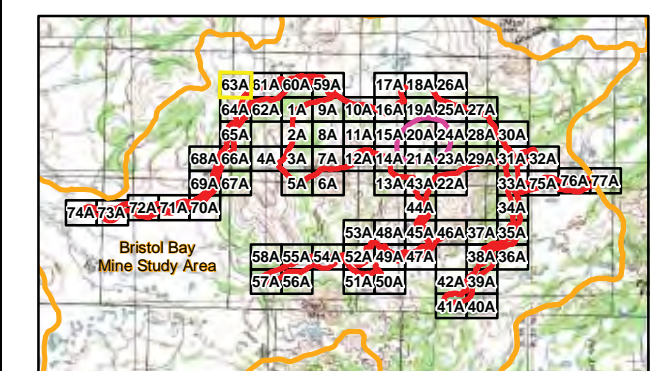 63A 61A 60A 59A 17A 18A 26A
64A 62A 1A 9A 10A 16A 19A 25A 27A
65A 2A 8A 11A 15A 20A 24A 28A 30A
68A 66A 4A 3A 7A 12A 14A 21A 23A 29A 31A 32A
69A 67A 5A 6A 13A 43A 22A 33A 75A 76A 77A
74A 73A 72A 71A 70A 44A 34A
53A 48A 45A 46A 37A 35A
Bristol Bay
Mine Study Area
58A 55A 54A 52A 49A 47A 38A 36A
57A 56A 51A 50A 42A 39A
41A 40A